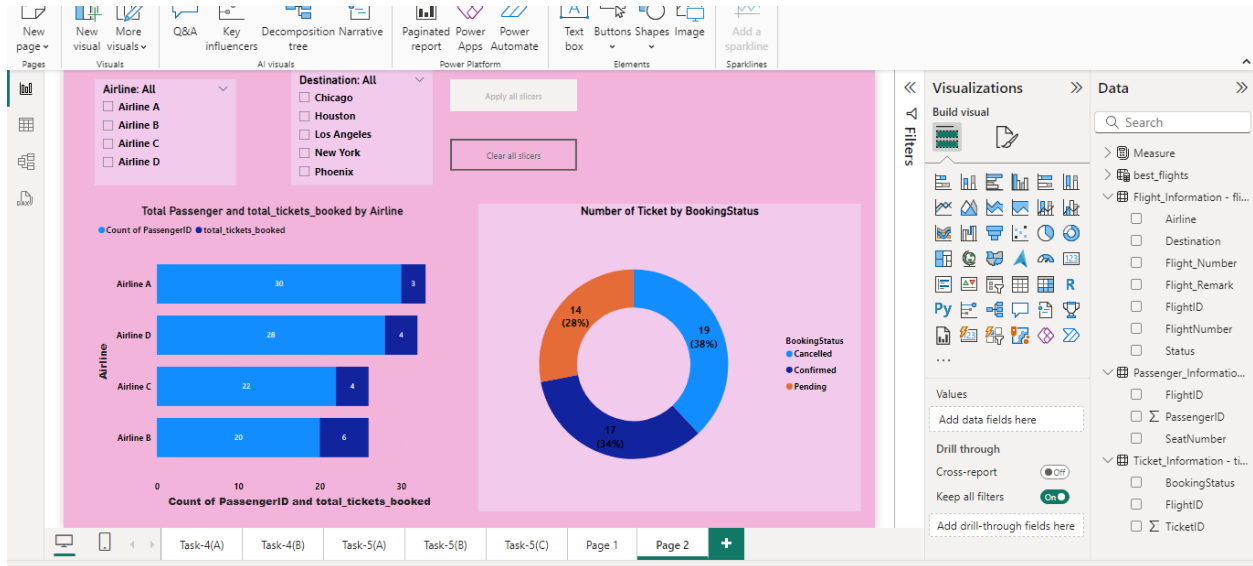 New page
New visual
More visuals
Q&A
Key influencers
Decomposition tree
Narrative
Paginated report
Power Apps
Power Automate
Text box
Buttons
Shapes
Image
Add a sparkline
Pages
Visuals
AI visuals
Power Platform
Elements
Sparklines
Airline: All
Airline A
Airline B
Airline C
Airline D
Destination: All
Chicago
Houston
Los Angeles
New York
Phoenix
Apply all slicers
Clear all slicers
Total Passenger and total_tickets_booked by Airline
Count of PassengerID total_tickets_booked
Airline
Airline A 30 3
Airline D 28 4
Airline C 22 4
Airline B 20 6
0 10 20 30
Count of PassengerID and total_tickets_booked
Number of Ticket by BookingStatus
14
(28%)
19
(38%)
17
(34%)
BookingStatus
Cancelled
Confirmed
Pending
Filters
Visualizations
Build visual
123
R
Py
123
...
Values
Add data fields here
Drill through
Cross-report Off
Keep all filters On
Add drill-through fields here
Data
Search
Measure
best_flights
Flight_Information - fli...
Airline
Destination
Flight_Number
Flight_Remark
FlightID
FlightNumber
Status
Passenger_Informatio...
FlightID
Σ PassengerID
SeatNumber
Ticket_Information - ti...
BookingStatus
FlightID
Σ TicketID
Task-4(A) Task-4(B) Task-5(A) Task-5(B) Task-5(C) Page 1 Page 2 +